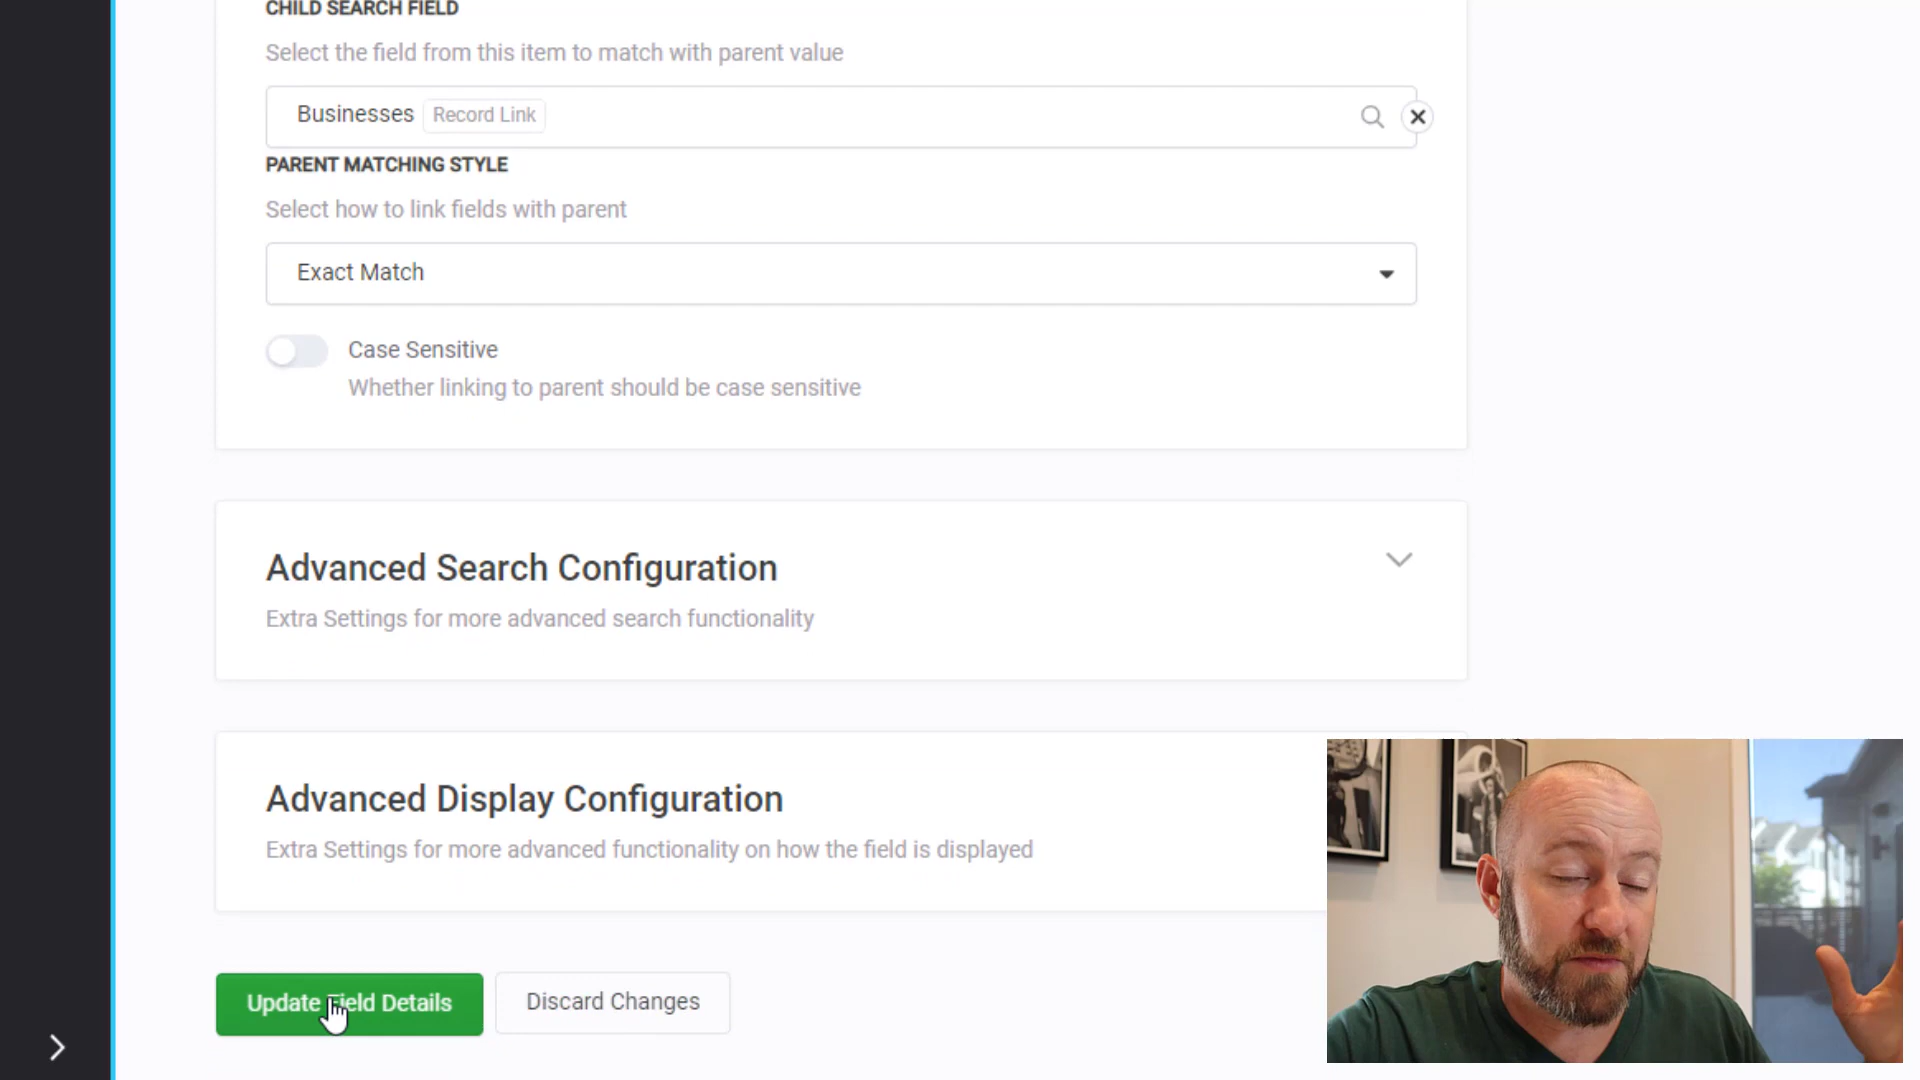 CHILD SEARCH FIELD
Select the field from this item to match with parent value
Businesses Record Link
PARENT MATCHING STYLE
Select how to link fields with parent
Exact Match
Case Sensitive
Whether linking to parent should be case sensitive
Advanced Search Configuration
Extra Settings for more advanced search functionality
Advanced Display Configuration
Extra Settings for more advanced functionality on how the field is displayed
Update Field Details
Discard Changes